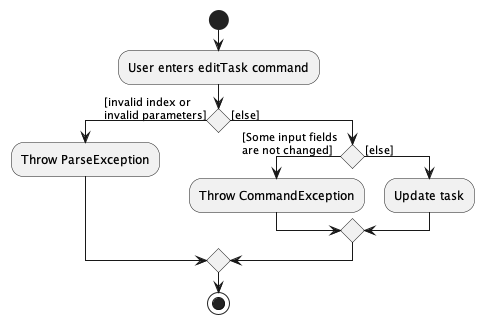 User enters editTask command
[invalid index or
invalid parameters]
[else]
Throw ParseException
[Some input fields
are not changed]
[else]
Throw CommandException
Update task